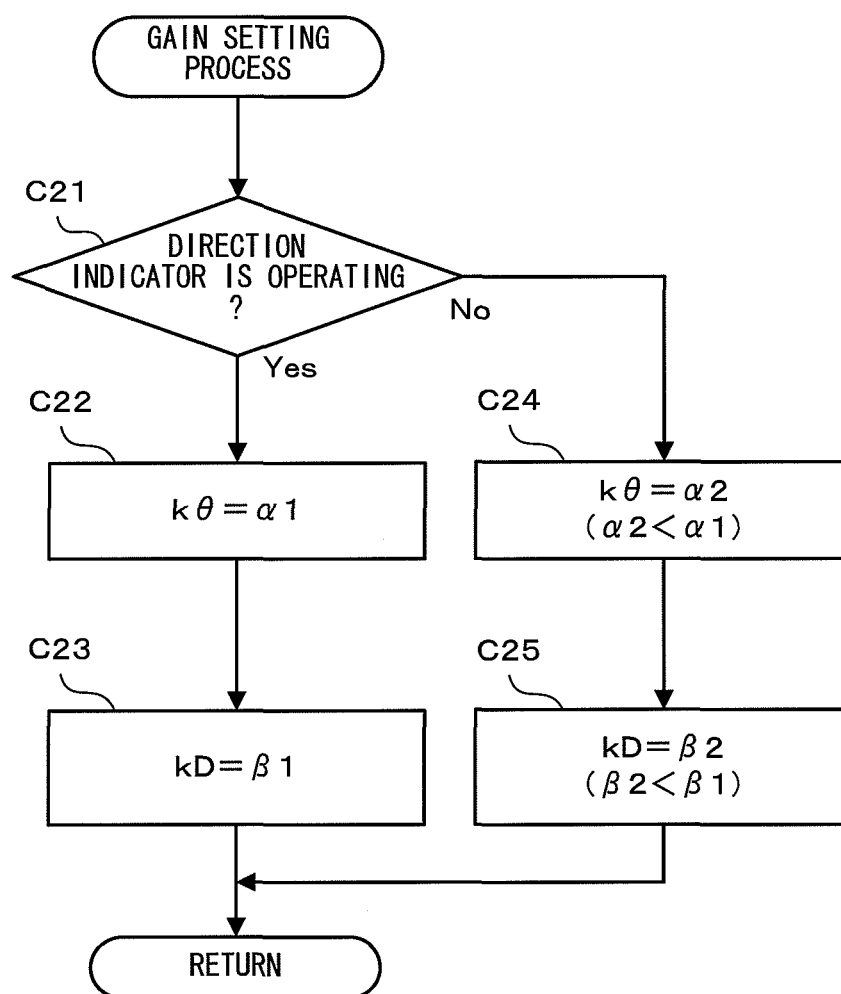 GAIN SETTING
PROCESS
C21
DIRECTION
INDICATOR IS OPERATING
?
No
Yes
C22
kθ=α1
C24
kθ=α2
(α2<α1)
C23
kD=β1
C25
kD=β2
(β2<β1)
RETURN